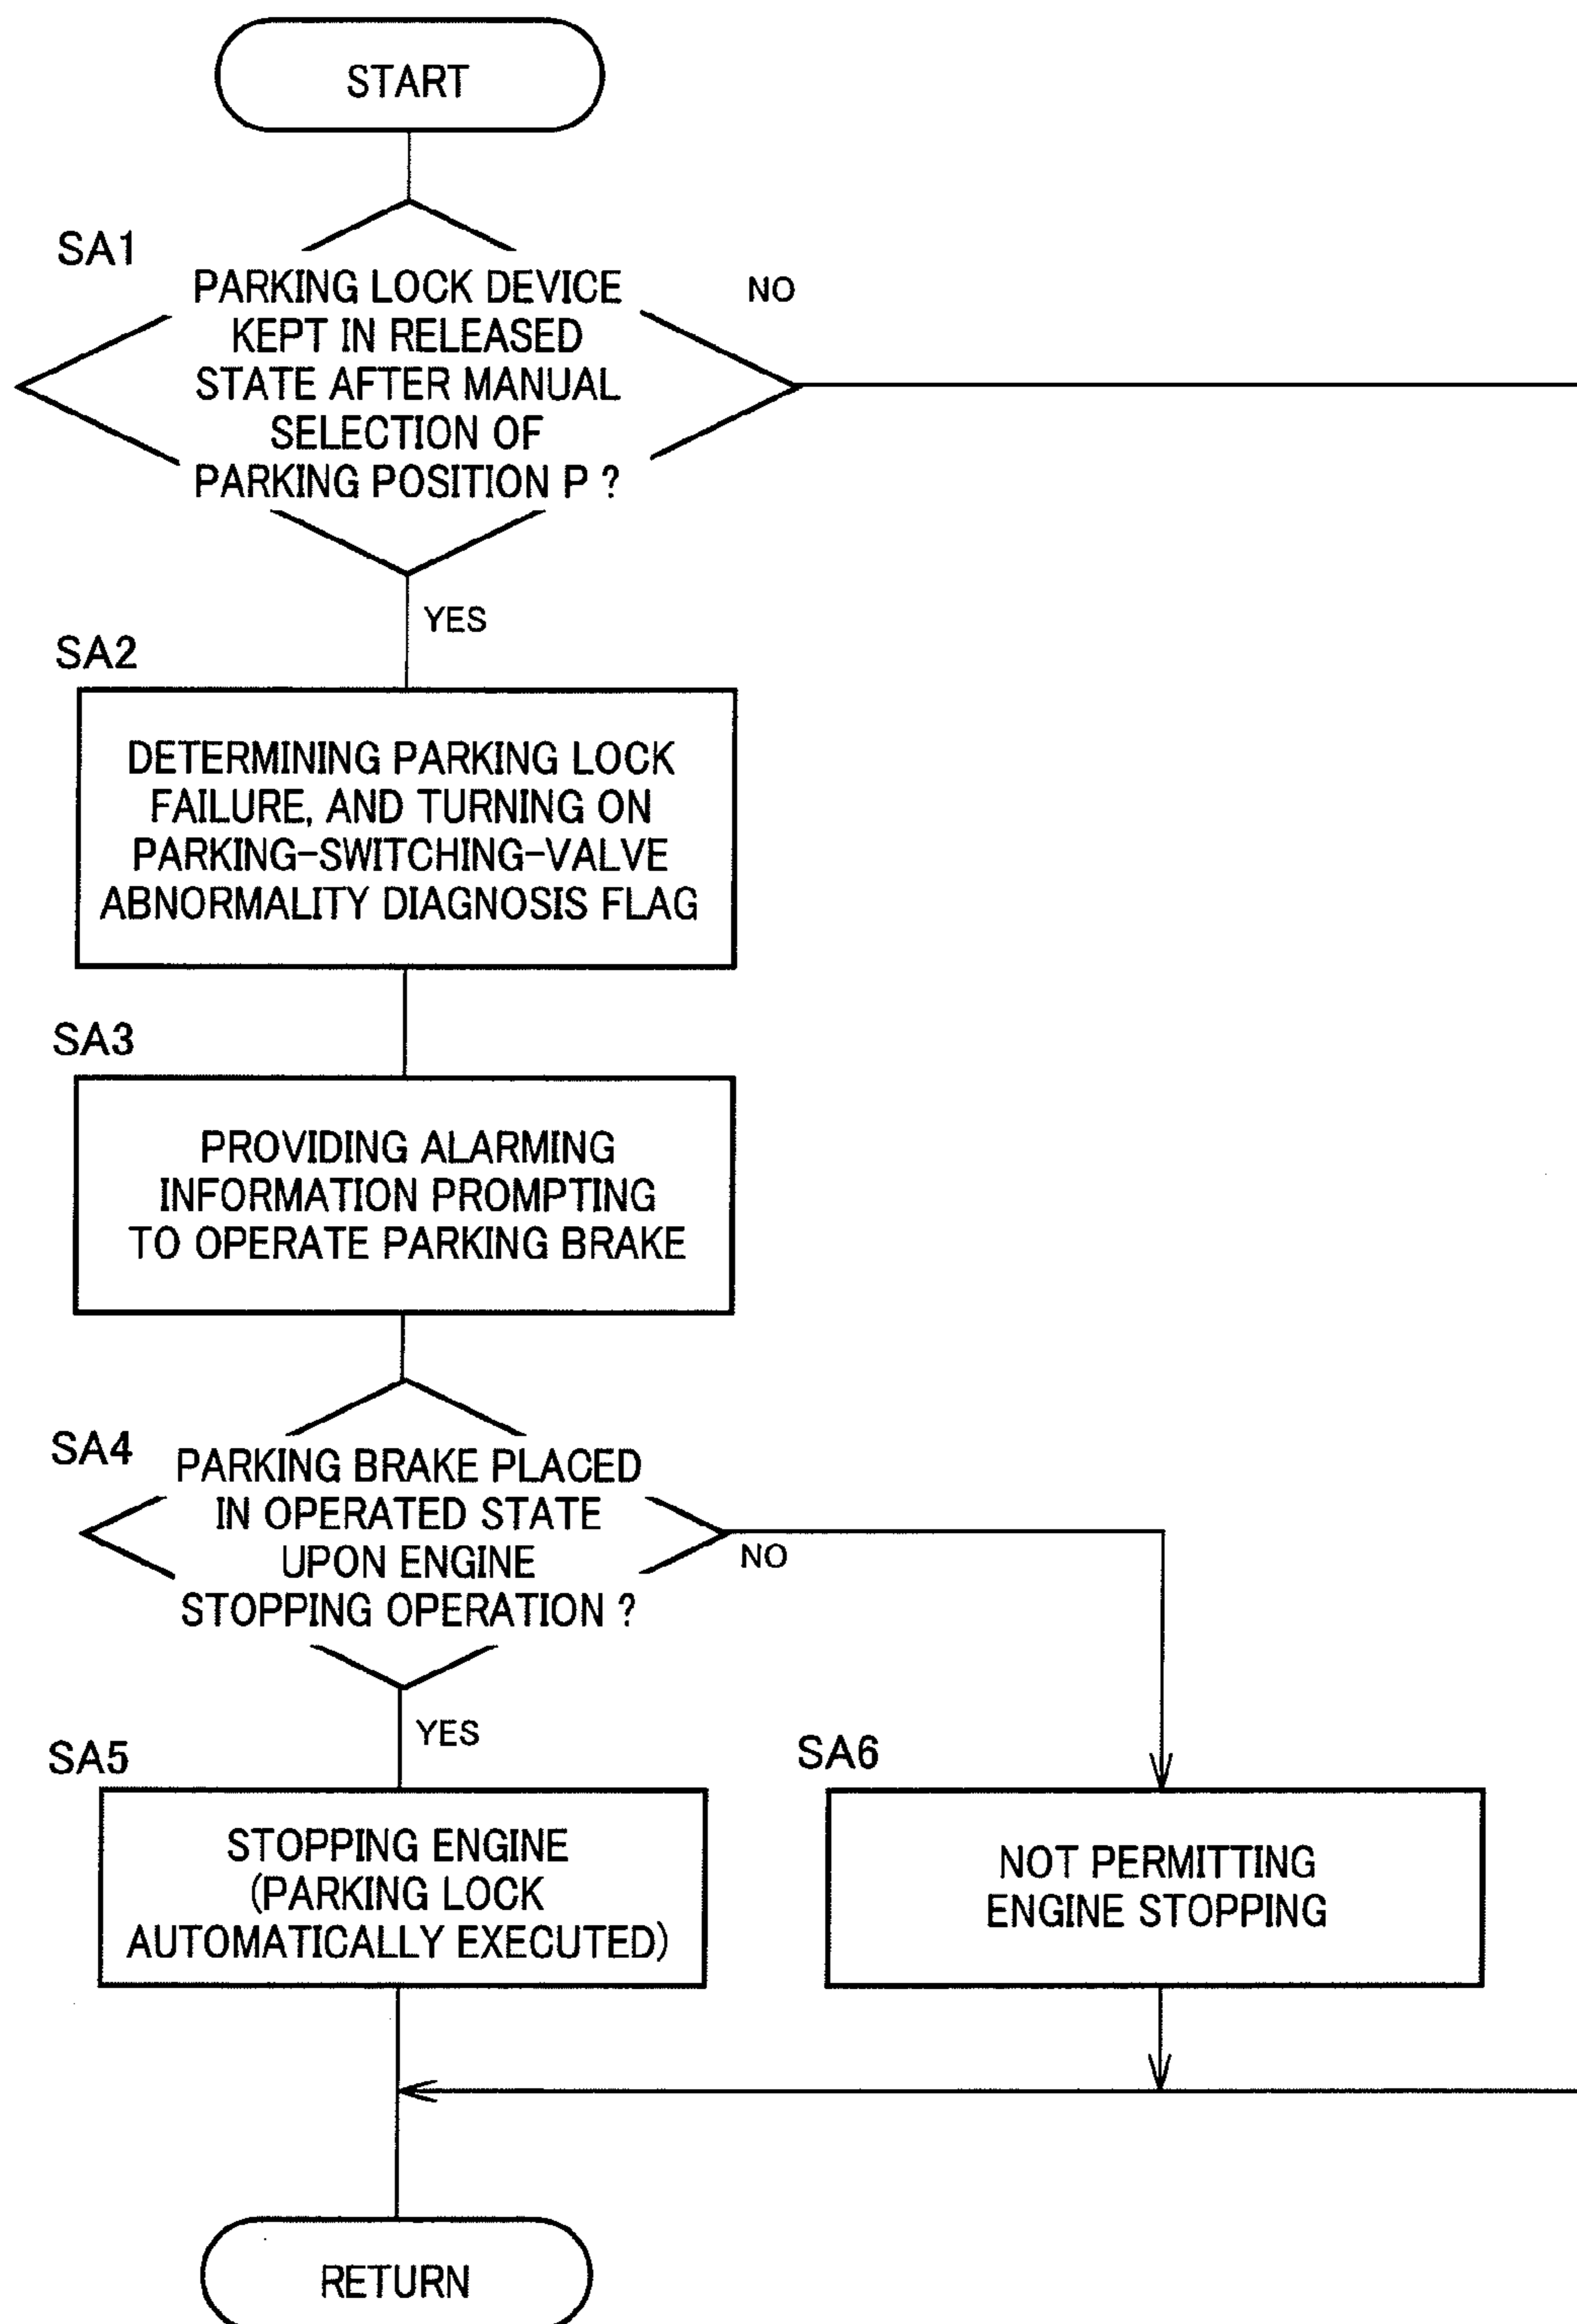 START
SA1
PARKING LOCK DEVICE
KEPT IN RELEASED
STATE AFTER MANUAL
SELECTION OF
PARKING POSITION P ?
NO
YES
SA2
DETERMINING PARKING LOCK
FAILURE, AND TURNING ON
PARKING-SWITCHING-VALVE
ABNORMALITY DIAGNOSIS FLAG
SA3
PROVIDING ALARMING
INFORMATION PROMPTING
TO OPERATE PARKING BRAKE
SA4
PARKING BRAKE PLACED
IN OPERATED STATE
UPON ENGINE
STOPPING OPERATION ?
NO
YES
SA5
STOPPING ENGINE
(PARKING LOCK
AUTOMATICALLY EXECUTED)
SA6
NOT PERMITTING
ENGINE STOPPING
RETURN